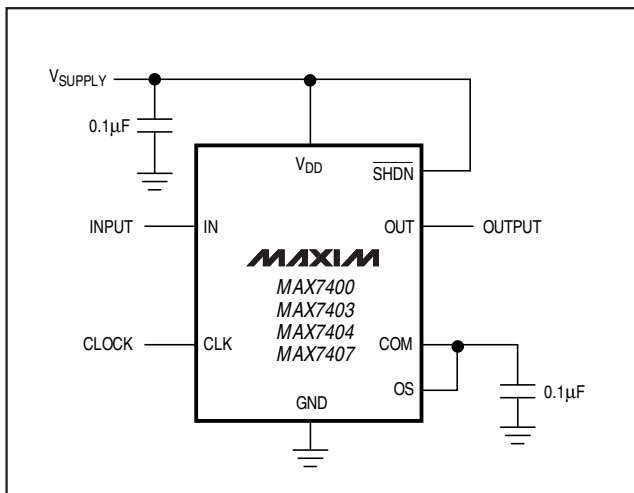 VSUPPLY
0.1µF
VDD
SHDN
INPUT
IN
OUT
OUTPUT
MAXIM
MAX7400
MAX7403
MAX7404
MAX7407
CLOCK
CLK
COM
OS
0.1µF
GND